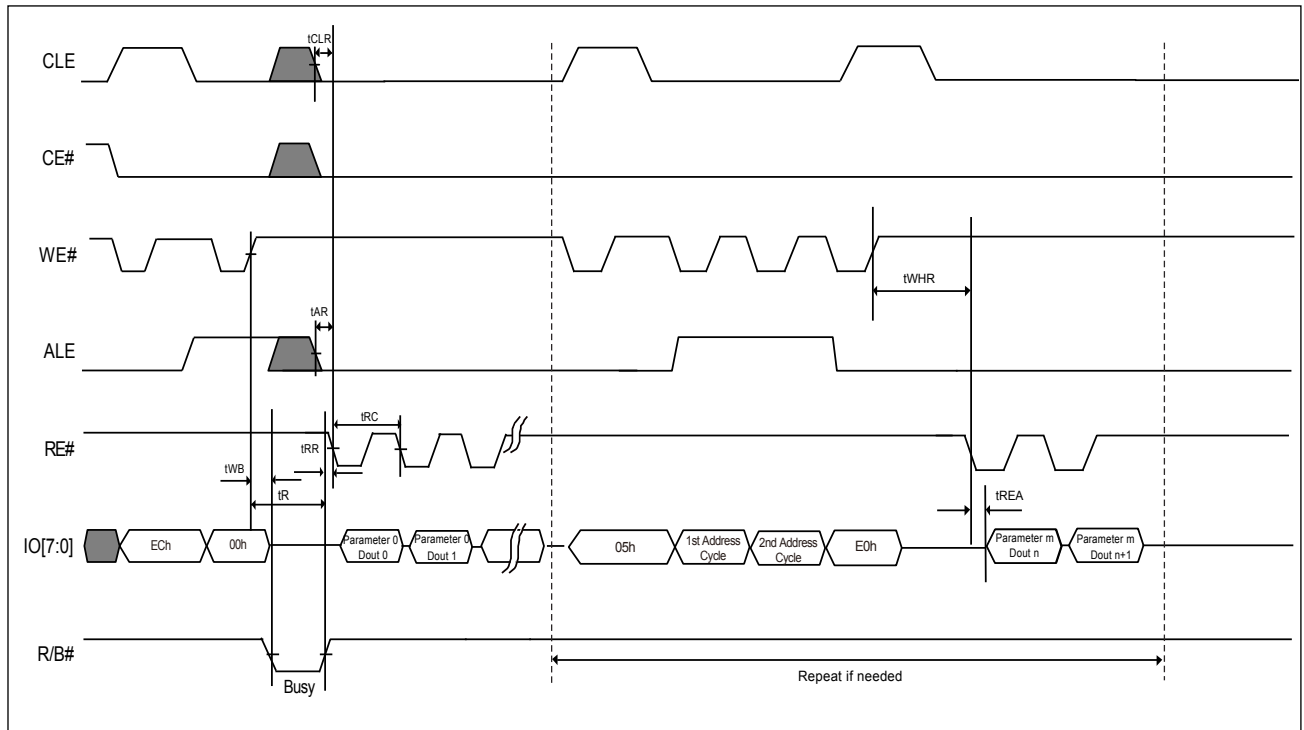 tCLR
CLE
CE#
WE#
tWHR
tAR
ALE
tRC
RE#
tRR
tWB
tR
tREA
IO[7:0]
ECh
00h
Parameter 0
Dout 0
Parameter 0
Dout 1
05h
1st Address
Cycle
2nd Address
Cycle
E0h
Parameter m
Dout n
Parameter m
Dout n+1
R/B#
Busy
Repeat if needed